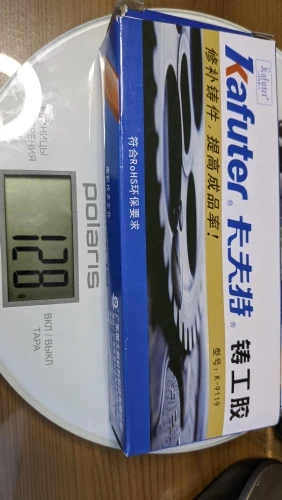 Kafuter®
Kafuter® 卡夫特® 铸工胶
修补铸件，提高成品率！
型号：K-9119
符合RoHS环保要求
polaris
128
ВКЛ / ВЫКЛ
ТАРА